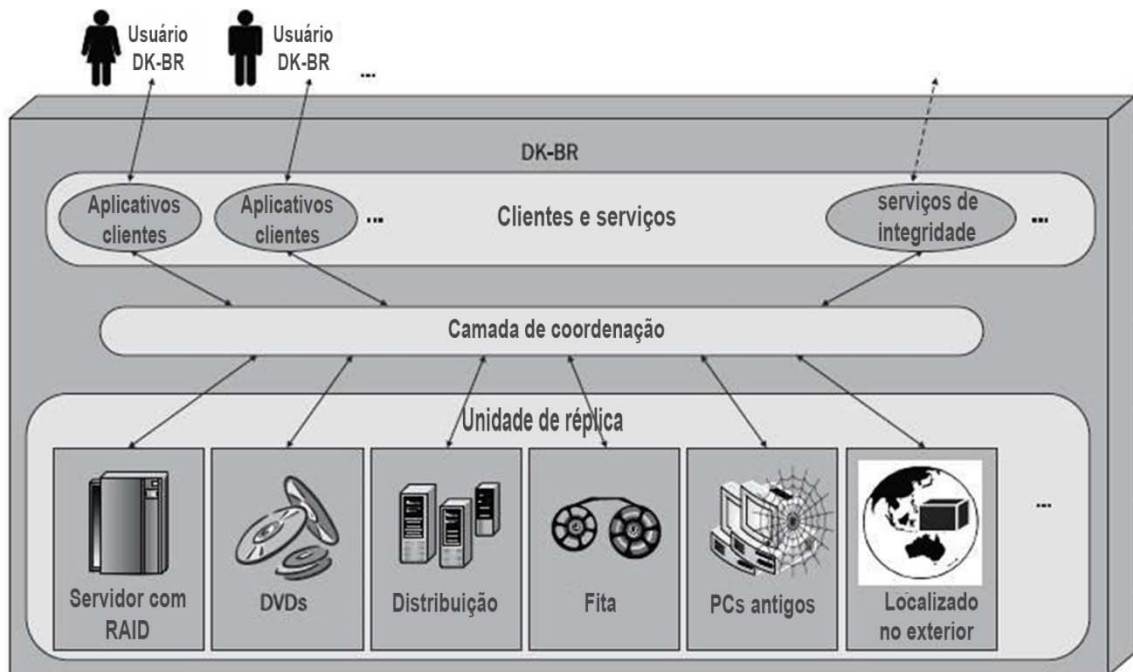 Usuário
DK-BR
Usuário
DK-BR
...
DK-BR
Aplicativos
clientes
Aplicativos
clientes
...
Clientes e serviços
serviços de
integridade
...
Camada de coordenação
Unidade de réplica
Servidor com
RAID
DVDs
Distribuição
Fita
PCs antigos
Localizado
no exterior
...